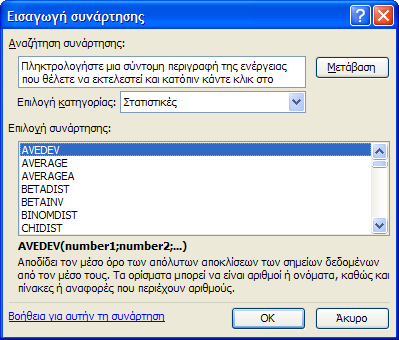 Εισαγωγή συνάρτησης
Αναζήτηση συνάρτησης:
Πληκτρολογήστε μια σύντομη περιγραφή της ενέργειας
που θέλετε να εκτελεστεί και κατόπιν κάντε κλικ στο
Μετάβαση
Επιλογή κατηγορίας: Στατιστικές
Επιλοχή συνάρτησης:
AVEDEV
AVERAGE
AVERAGEA
BETADIST
BETAINV
BINOMDIST
CHIDIST
AVEDEV(number1;number2;...)
Αποδίδει τον μέσο όρο των απόλυτων αποκλίσεων των σημείων δεδομένων
από τον μέσο τους. Τα ορίσματα μπορεί να είναι αριθμοί ή ονόματα, καθώς και
πίνακες ή αναφορές που περιέχουν αριθμούς.
Βοήθεια για αυτήν τη συνάρτηση
OK
Άκυρο